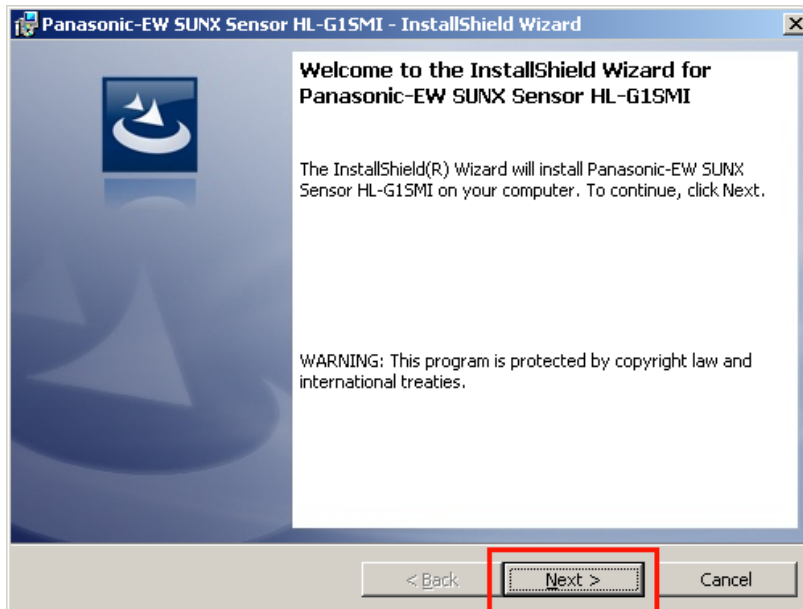 Panasonic-EW SUNX Sensor HL-G1SMI - InstallShield Wizard
Welcome to the InstallShield Wizard for
Panasonic-EW SUNX Sensor HL-G1SMI
The InstallShield(R) Wizard will install Panasonic-EW SUNX
Sensor HL-G1SMI on your computer. To continue, click Next.
WARNING: This program is protected by copyright law and
international treaties.
< Back Next > Cancel